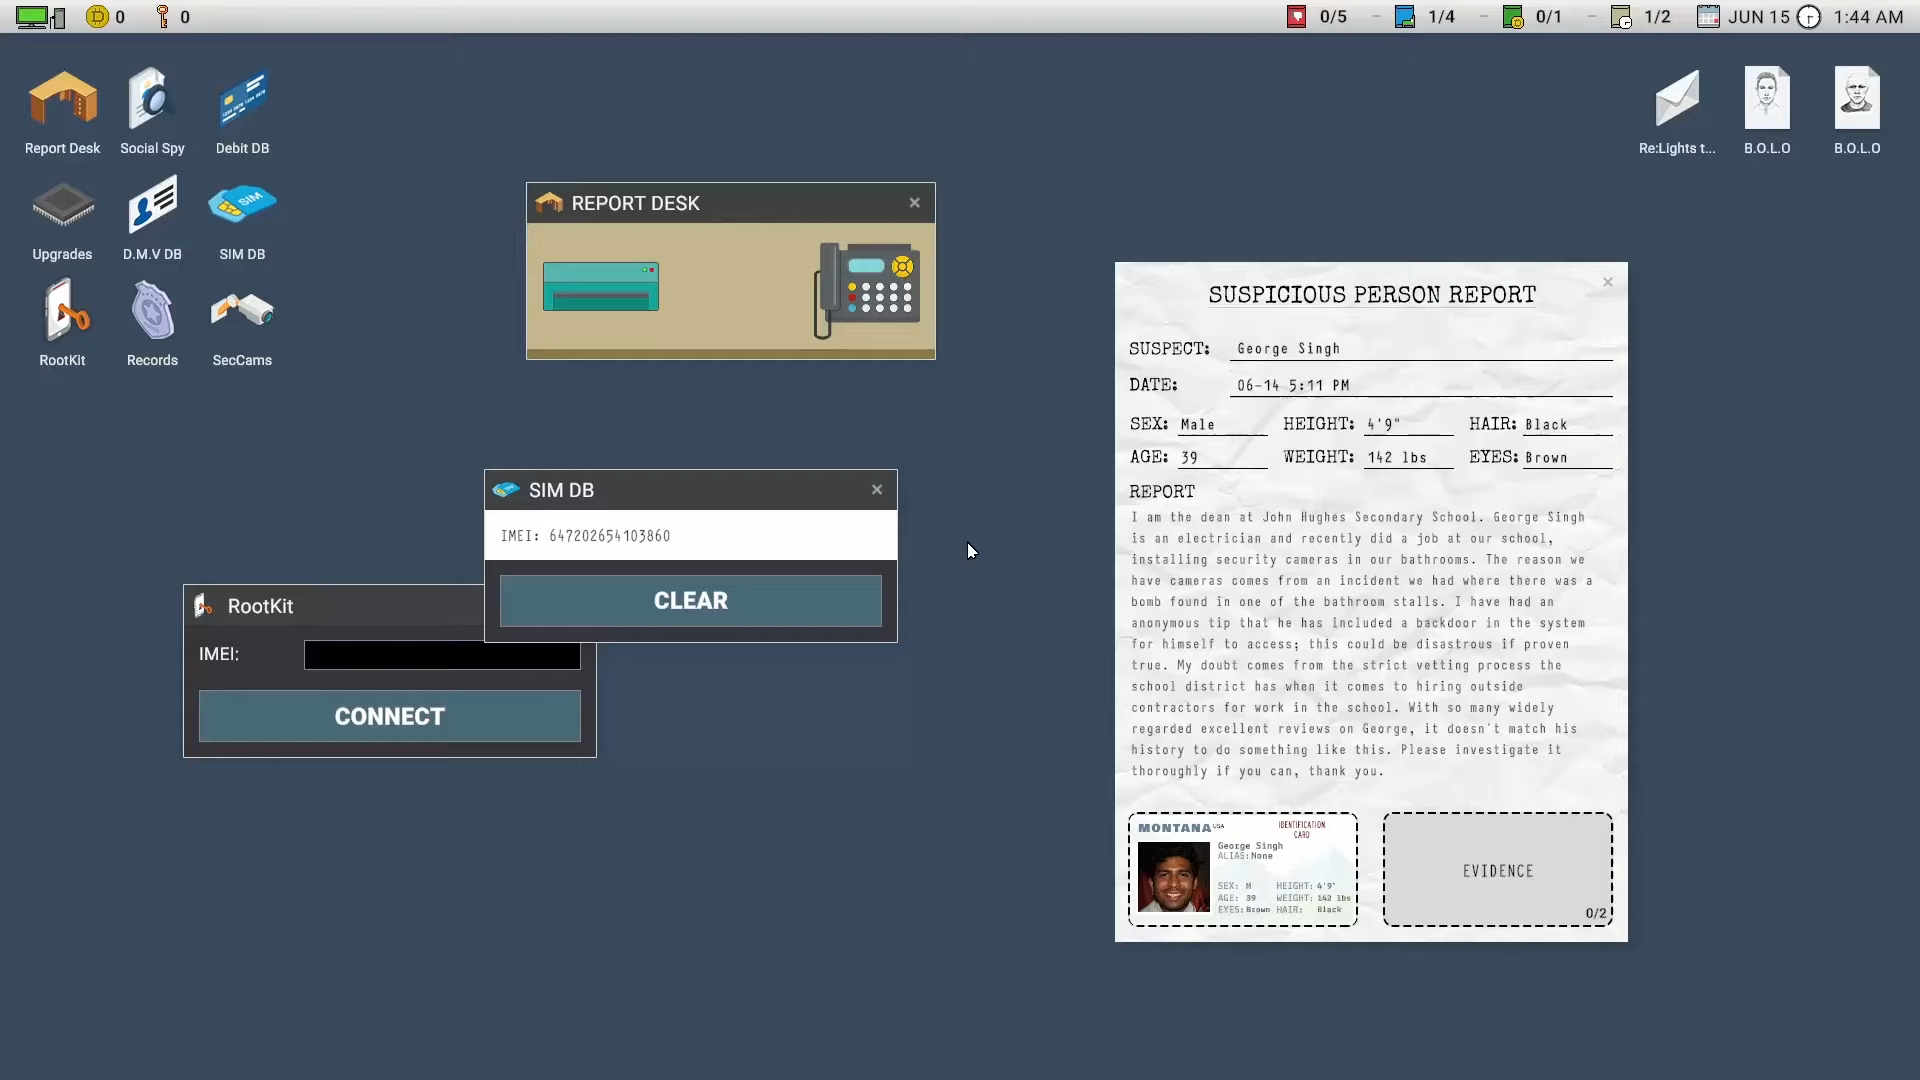 0
0
0/5
1/4
0/1
1/2
JUN 15
1:44 AM
Report Desk
Social Spy
Debit DB
Upgrades
D.M.V DB
SIM DB
RootKit
Records
SecCams
Re:Lights t...
B.O.L.O
B.O.L.O
REPORT DESK
SIM DB
IMEI: 647202654103860
CLEAR
RootKit
IMEI:
CONNECT
SUSPICIOUS PERSON REPORT
SUSPECT: George Singh
DATE: 06-14 5:11 PM
SEX: Male HEIGHT: 4'9" HAIR: Black
AGE: 39 WEIGHT: 142 lbs EYES: Brown
REPORT
I am the dean at John Hughes Secondary School. George Singh
is an electrician and recently did a job at our school,
installing security cameras in our bathrooms. The reason we
have cameras comes from an incident we had where there was a
bomb found in one of the bathroom stalls. I have had an
anonymous tip that he has included a backdoor in the system
for himself to access; this could be disastrous if proven
true. My doubt comes from the strict vetting process the
school district has when it comes to hiring outside
contractors for work in the school. With so many widely
regarded excellent reviews on George, it doesn't match his
history to do something like this. Please investigate it
thoroughly if you can, thank you.
MONTANA USA
IDENTIFICATION
CARD
George Singh
ALIAS: None
SEX: M HEIGHT: 4'9"
AGE: 39 WEIGHT: 142 lbs
EYES: Brown HAIR: Black
EVIDENCE
0/2